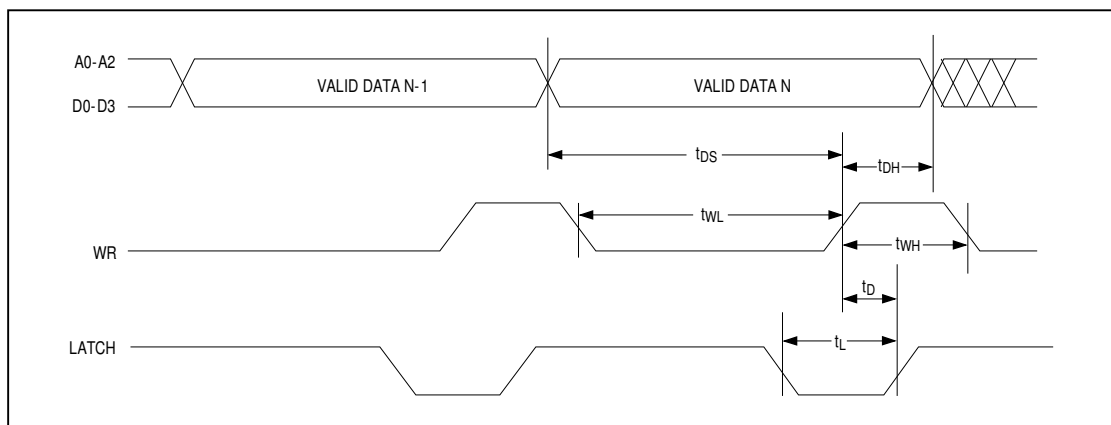 A0-A2
VALID DATA N-1
VALID DATA N
D0-D3
tDS
tDH
tWL
WR
tWH
tD
LATCH
tL